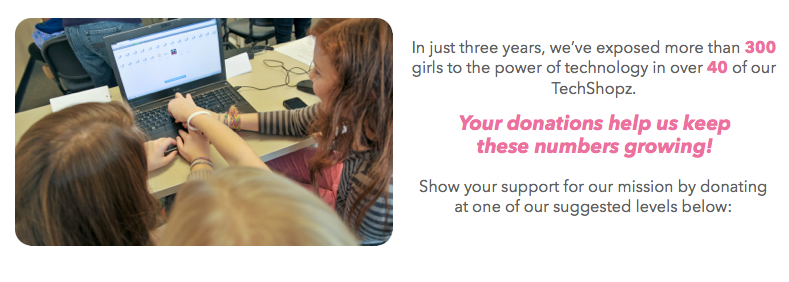 In just three years, we've exposed more than 300
girls to the power of technology in over 40 of our
TechShopz.
Your donations help us keep
these numbers growing!
Show your support for our mission by donating
at one of our suggested levels below: